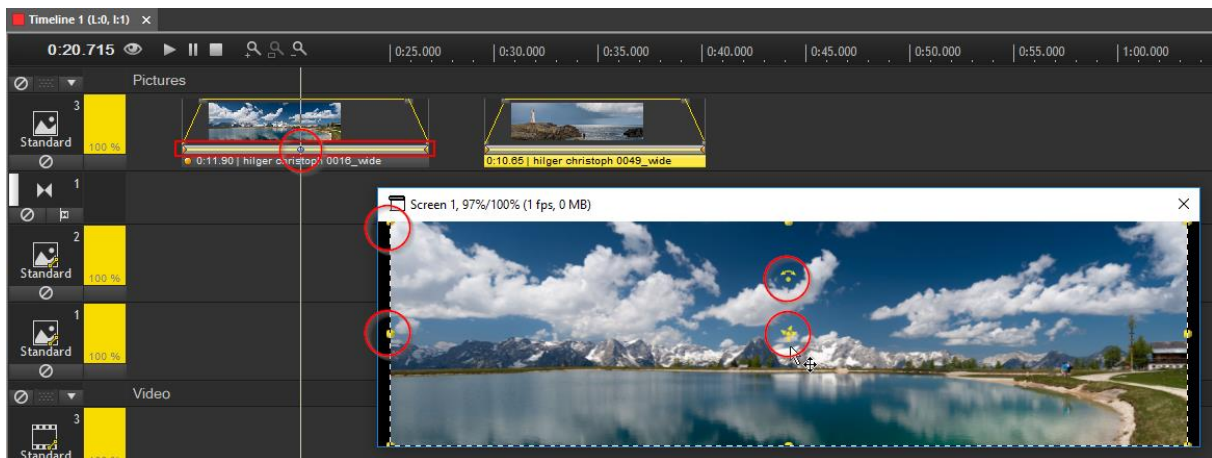 Timeline 1 (L:0, I:1)
0:20.715
0:25.000
0:30.000
0:35.000
0:40.000
0:45.000
0:50.000
0:55.000
1:00.000
Pictures
3
Standard
100 %
0:11.90 | hilger christoph 0016_wide
0:10.65 | hilger christoph 0049_wide
1
Screen 1, 97%/100% (1 fps, 0 MB)
2
Standard
100 %
1
Standard
100 %
Video
3
Standard
100 %